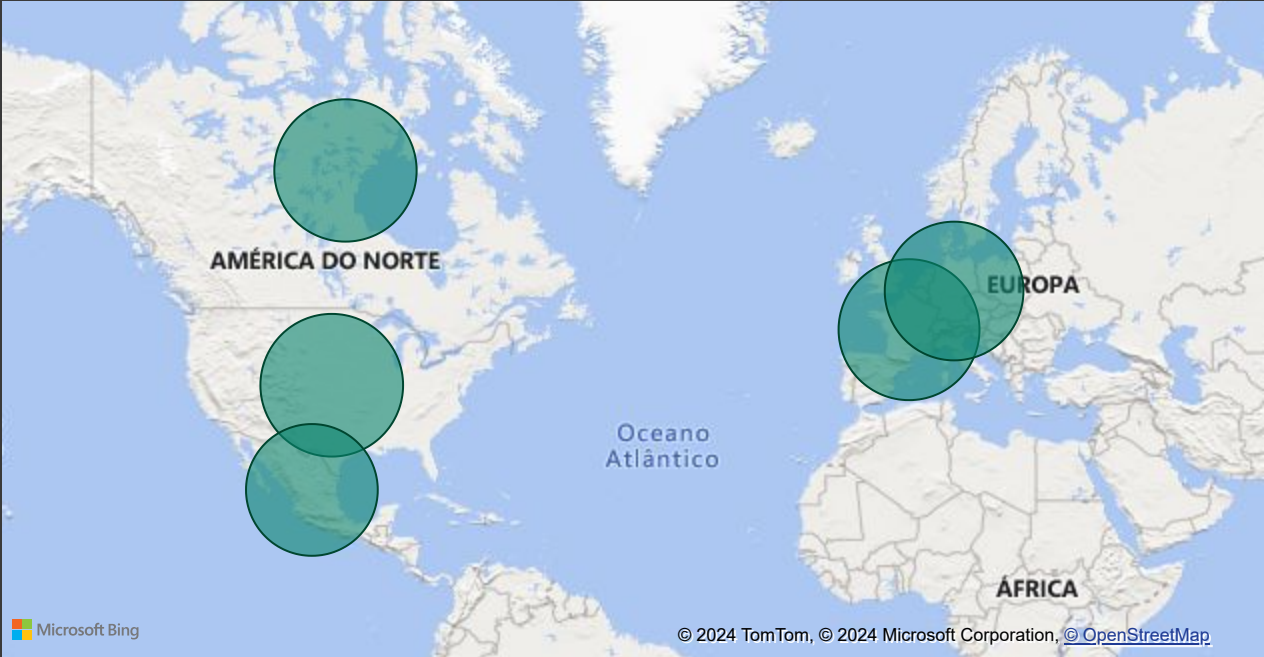 AMÉRICA DO NORTE
EUROPA
Oceano
Atlântico
ÁFRICA
Microsoft Bing
© 2024 TomTom, © 2024 Microsoft Corporation, © OpenStreetMap